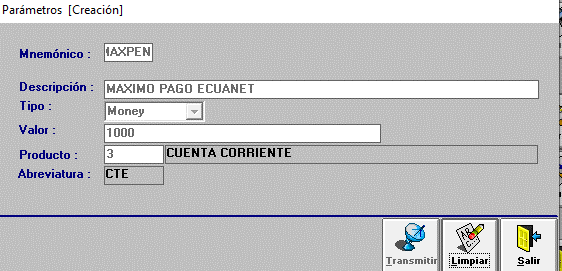 Parámetros [Creación]
Mnemónico : MAXPEN
Descripción : MAXIMO PAGO ECUANET
Tipo : Money
Valor : 1000
Producto : 3 CUENTA CORRIENTE
Abreviatura : CTE
Transmitir Limpiar Salir